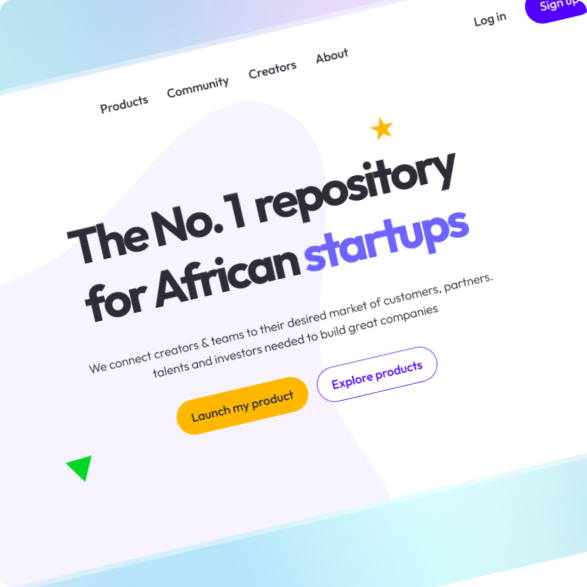 Log in
Sign up
Products
Community
Creators
About
The No. 1 repository
for African startups
We connect creators & teams to their desired market of customers, partners.
talents and investors needed to build great companies
Launch my product
Explore products